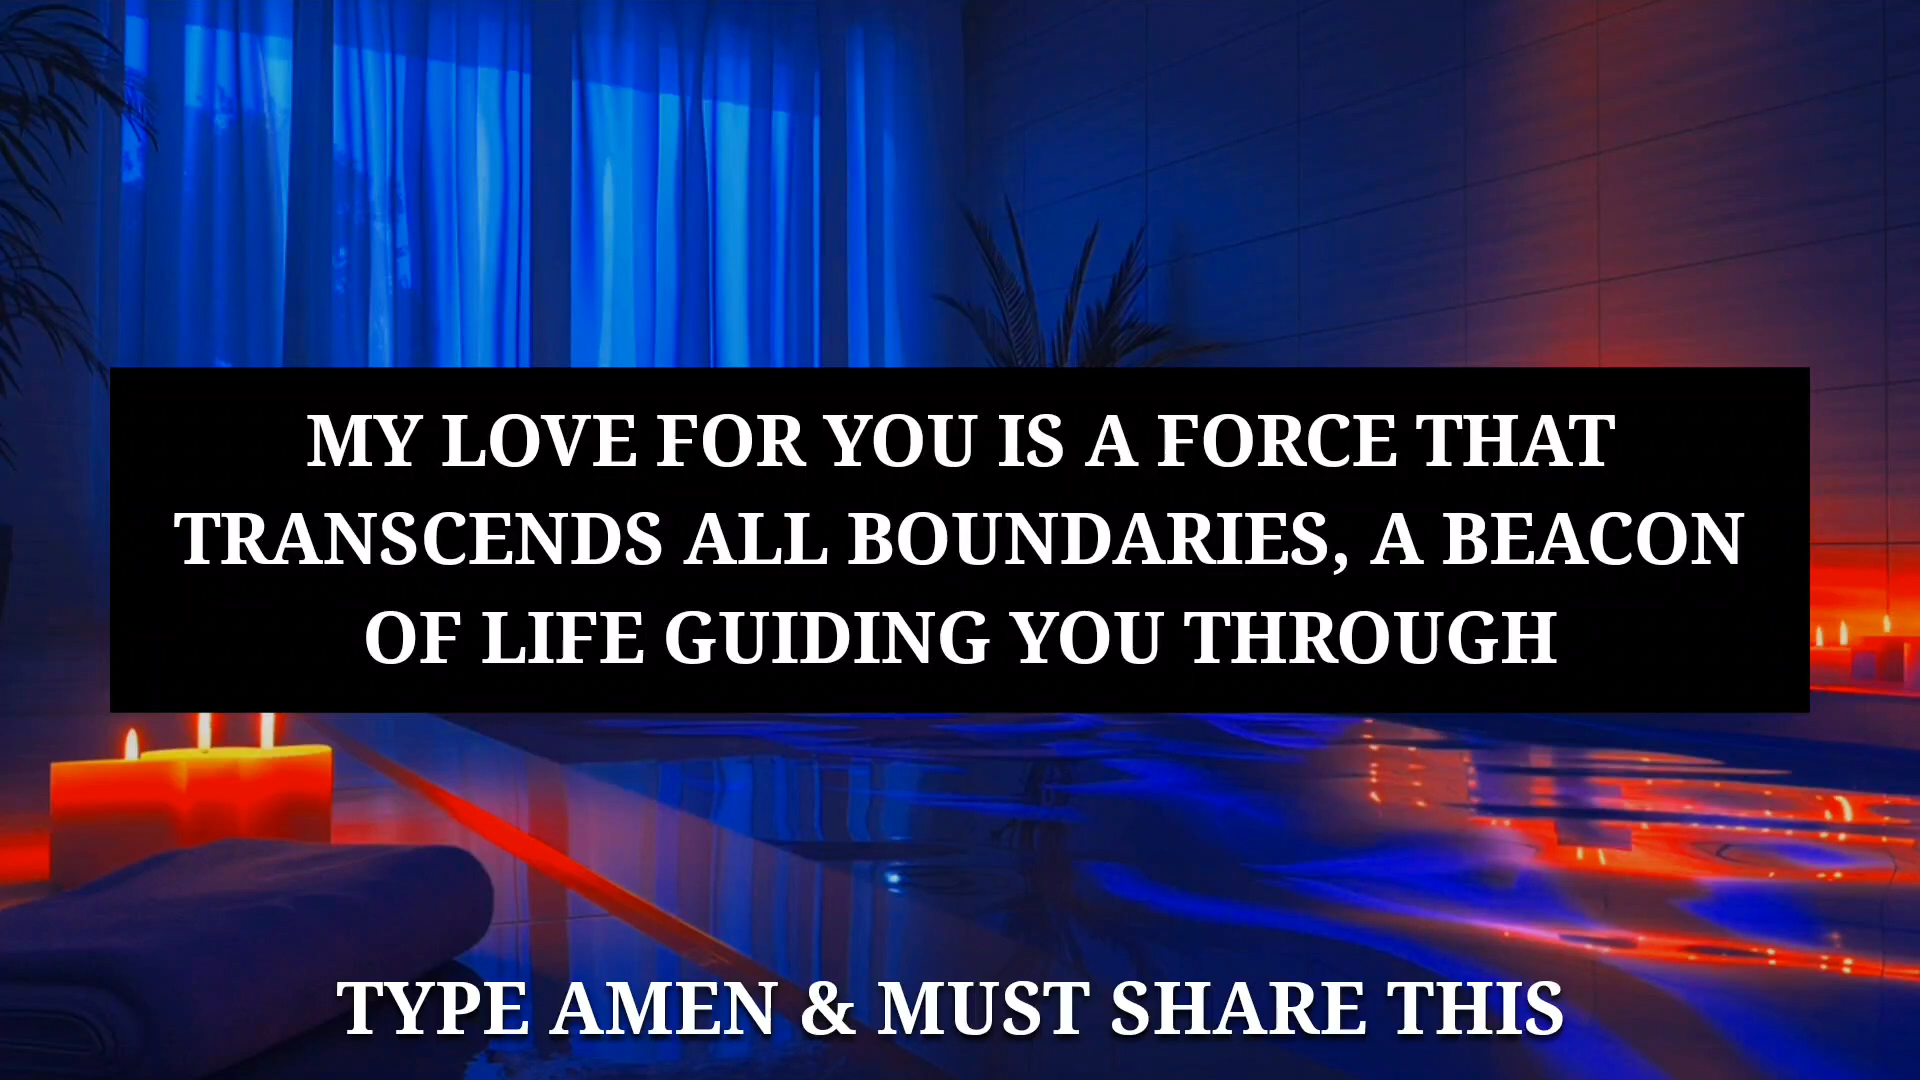 MY LOVE FOR YOU IS A FORCE THAT
TRANSCENDS ALL BOUNDARIES, A BEACON
OF LIFE GUIDING YOU THROUGH
TYPE AMEN & MUST SHARE THIS